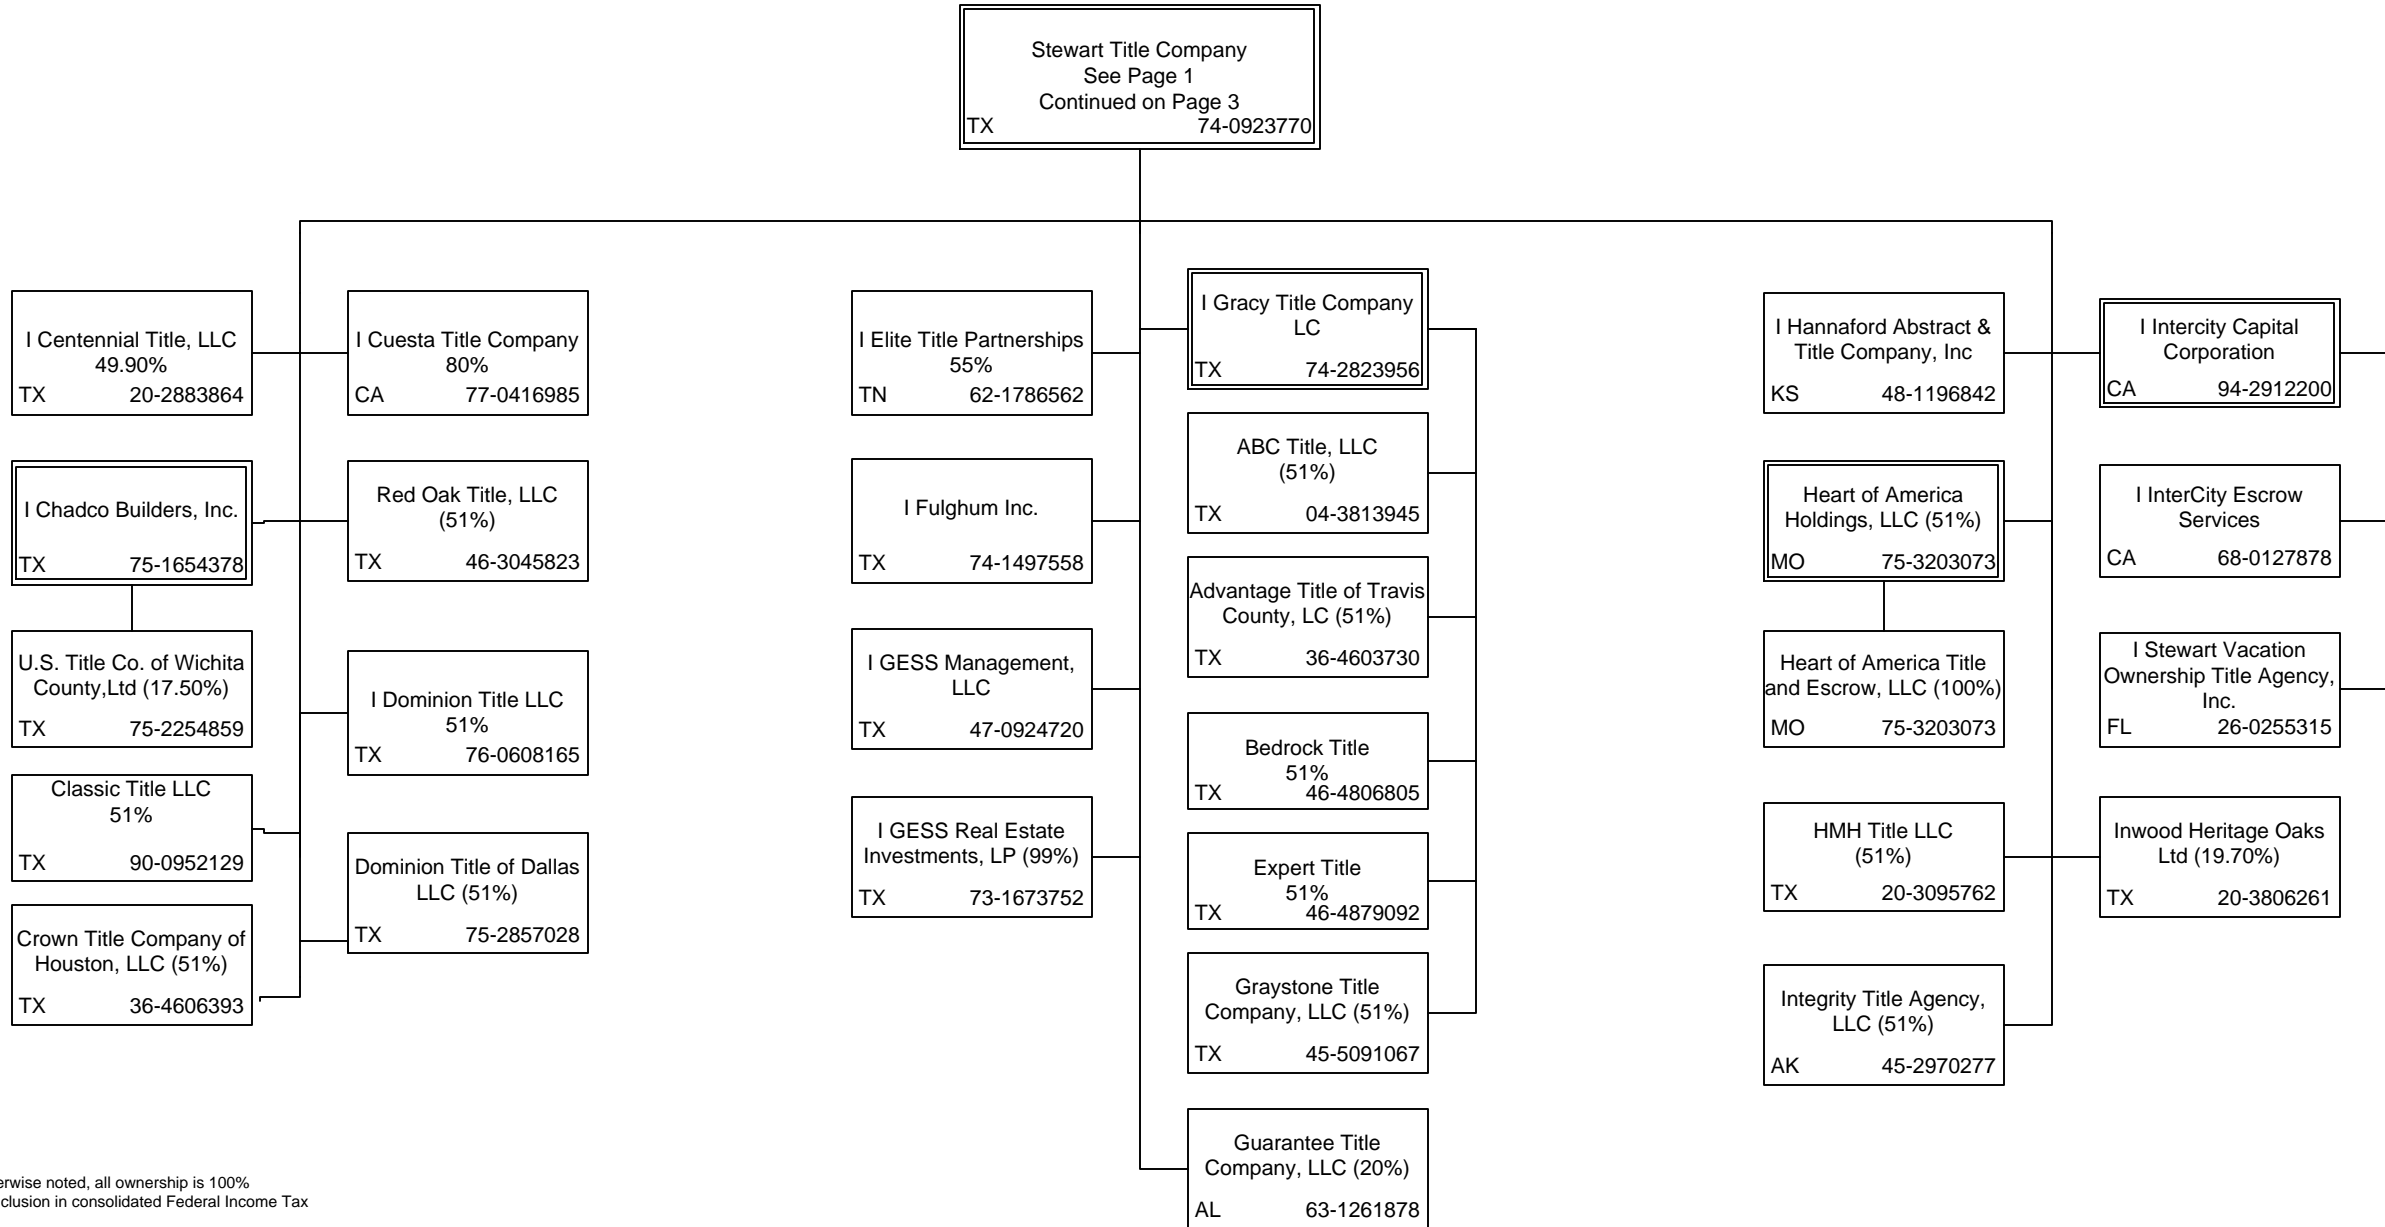 Stewart Title Company
See Page 1
Continued on Page 3
TX 74-0923770
I Centennial Title, LLC
49.90%
TX 20-2883864
I Cuesta Title Company
80%
CA 77-0416985
I Chadco Builders, Inc.
TX 75-1654378
Red Oak Title, LLC
(51%)
TX 46-3045823
U.S. Title Co. of Wichita
County,Ltd (17.50%)
TX 75-2254859
I Dominion Title LLC
51%
TX 76-0608165
Classic Title LLC
51%
TX 90-0952129
Dominion Title of Dallas
LLC (51%)
TX 75-2857028
Crown Title Company of
Houston, LLC (51%)
TX 36-4606393
I Elite Title Partnerships
55%
TN 62-1786562
I Fulghum Inc.
TX 74-1497558
I GESS Management,
LLC
TX 47-0924720
I GESS Real Estate
Investments, LP (99%)
TX 73-1673752
I Gracy Title Company
LC
TX 74-2823956
ABC Title, LLC
(51%)
TX 04-3813945
Advantage Title of Travis
County, LC (51%)
TX 36-4603730
Bedrock Title
51%
TX 46-4806805
Expert Title
51%
TX 46-4879092
Graystone Title
Company, LLC (51%)
TX 45-5091067
Guarantee Title
Company, LLC (20%)
AL 63-1261878
I Hannaford Abstract &
Title Company, Inc
KS 48-1196842
Heart of America
Holdings, LLC (51%)
MO 75-3203073
Heart of America Title
and Escrow, LLC (100%)
MO 75-3203073
HMH Title LLC
(51%)
TX 20-3095762
Integrity Title Agency,
LLC (51%)
AK 45-2970277
I Intercity Capital
Corporation
CA 94-2912200
I InterCity Escrow
Services
CA 68-0127878
I Stewart Vacation
Ownership Title Agency,
Inc.
FL 26-0255315
Inwood Heritage Oaks
Ltd (19.70%)
TX 20-3806261
erwise noted, all ownership is 100%
clusion in consolidated Federal Income Tax